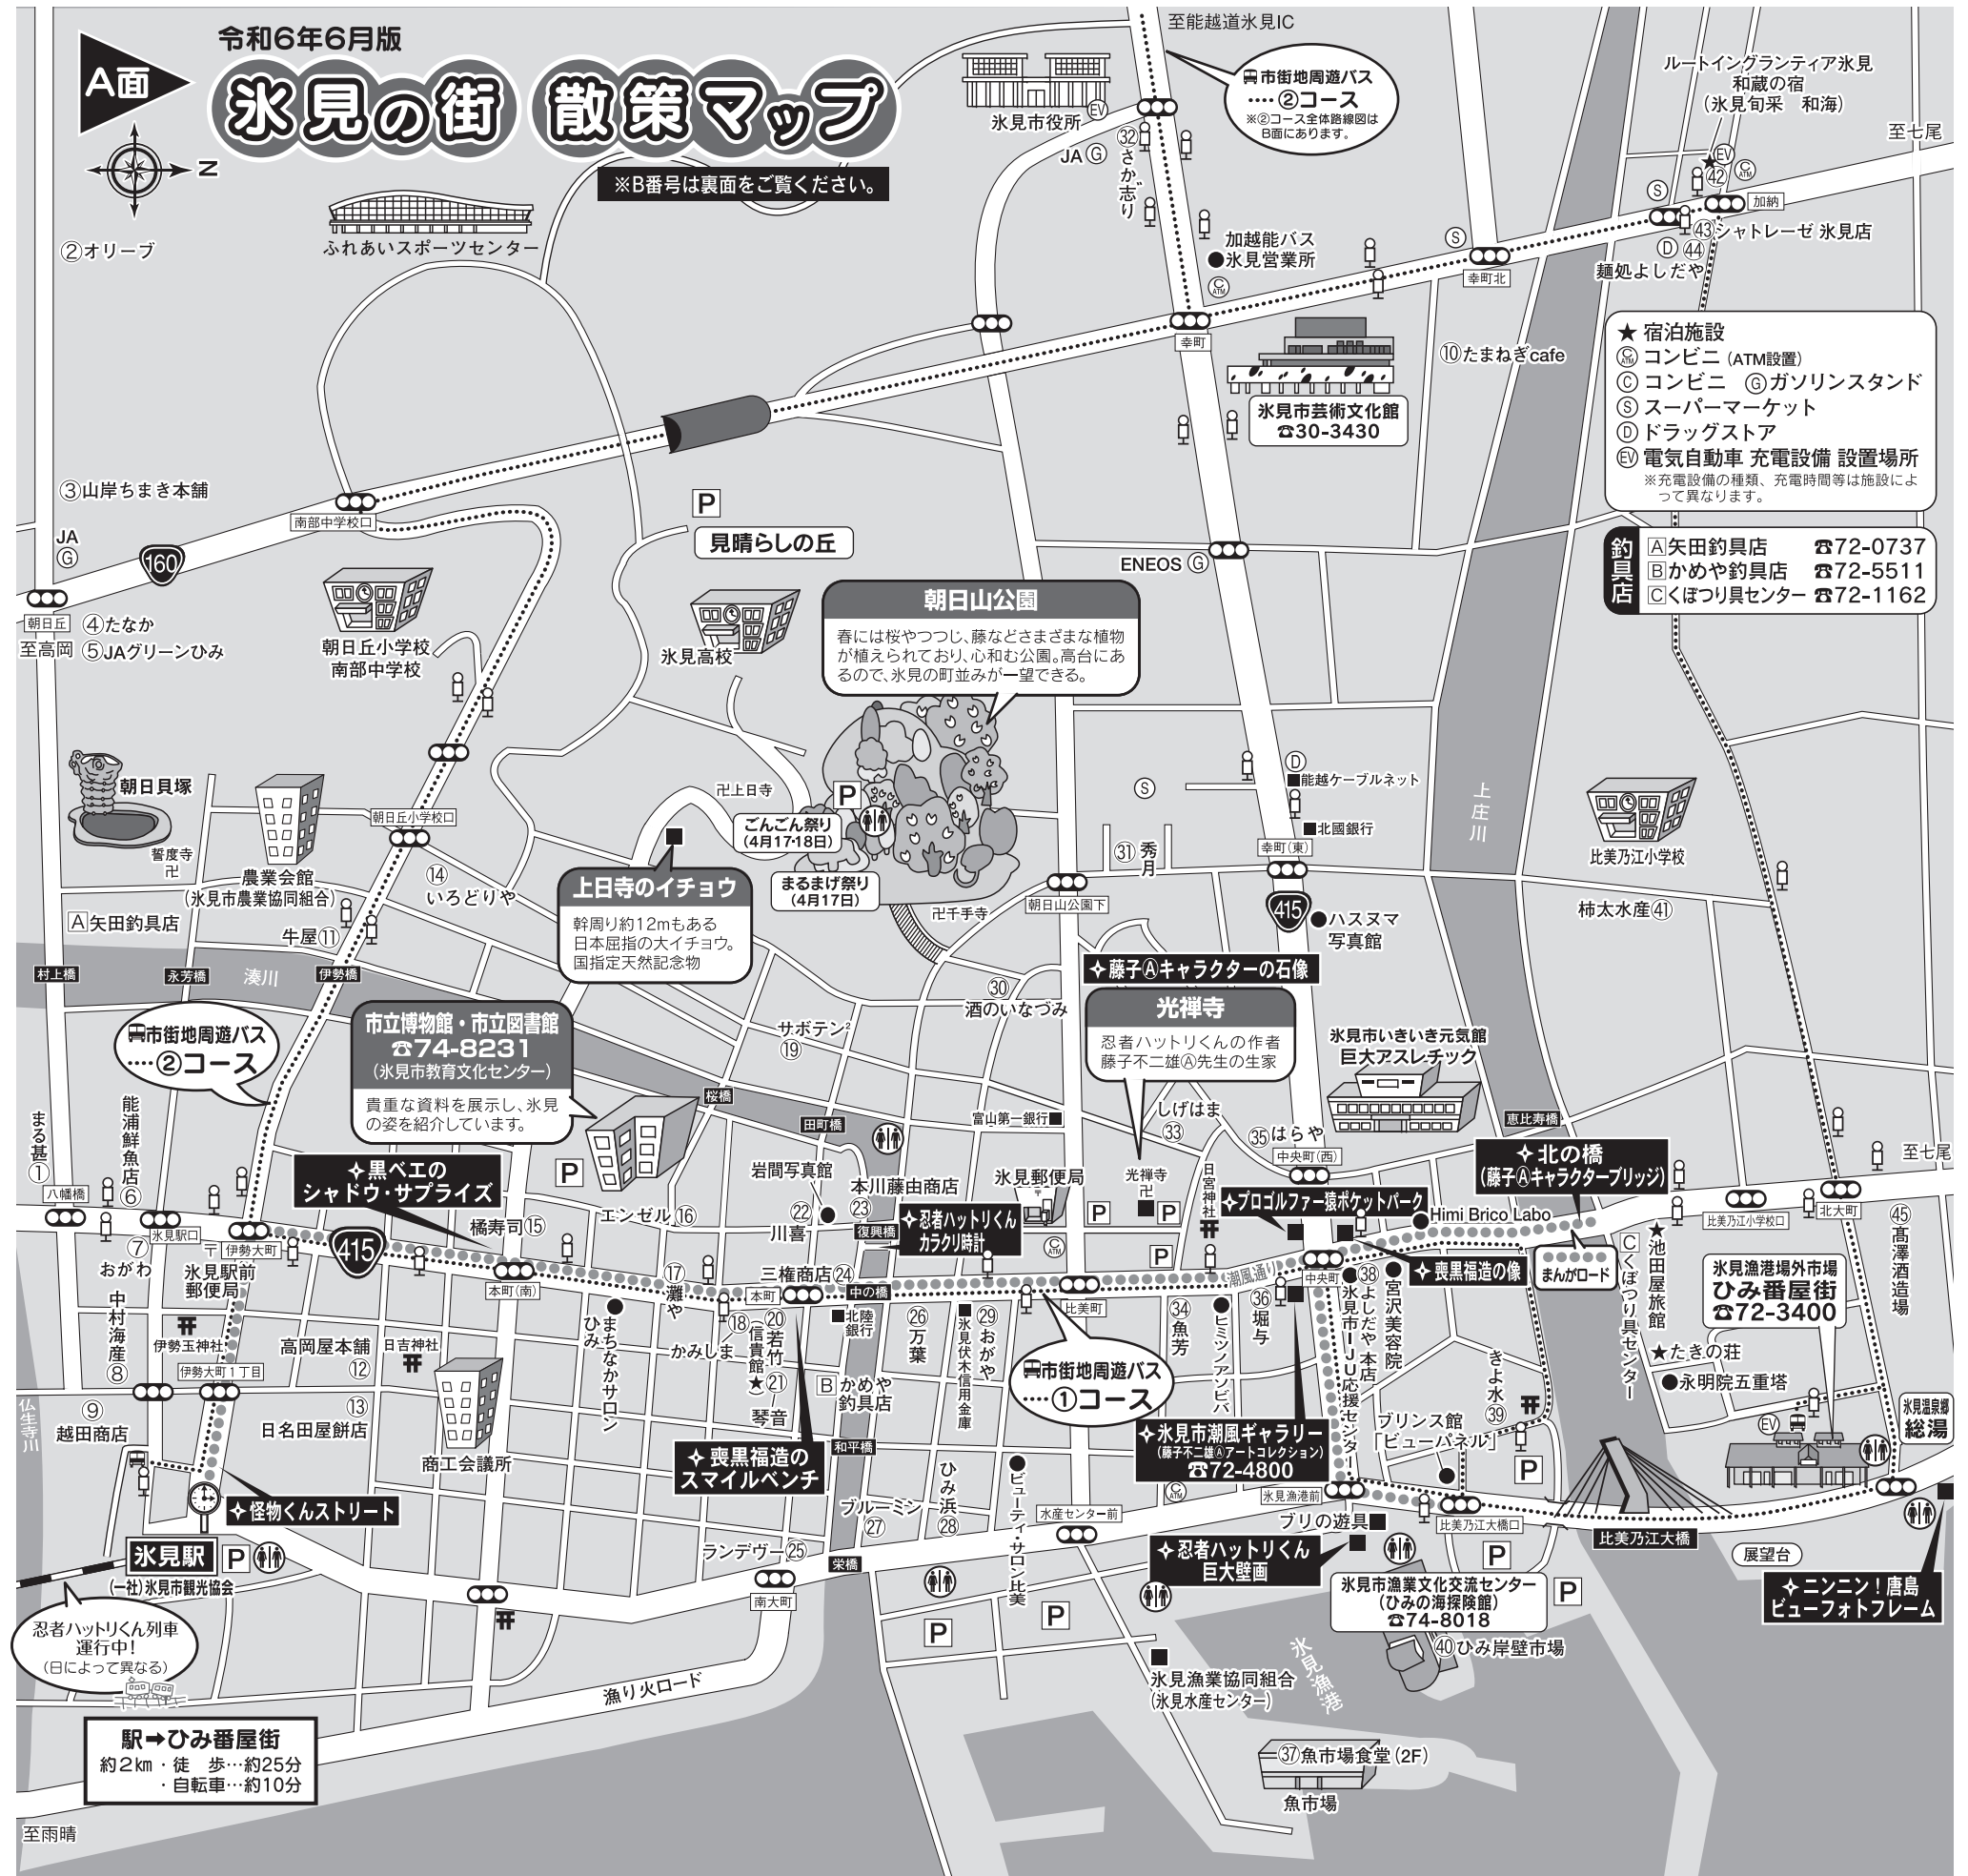 A面
令和6年6月版
氷見の街 散策マップ
※B番号は裏面をご覧ください。
N
至能越道氷見IC
市街地周遊バス
②コース
※②コース全体路線図は
B面にあります。
氷見市役所
EV
JA Ⓖ
㉜さか志り
ルートイングランティア氷見
和蔵の宿
(氷見旬采 和海)
至七尾
EV
★㊷
C ATM
Ⓢ
加納
㊸シャトレーゼ 氷見店
Ⓓ ㊹
麺処よしだや
ふれあいスポーツセンター
②オリーブ
加越能バス
●氷見営業所
C ATM
Ⓢ
幸町北
幸町
⑩たまねぎcafe
氷見市芸術文化館
☎30-3430
★ 宿泊施設
コンビニ (ATM設置)
Ⓒ コンビニ Ⓖガソリンスタンド
Ⓢ スーパーマーケット
Ⓓ ドラッグストア
EV 電気自動車 充電設備 設置場所
※充電設備の種類、充電時間等は施設によ
って異なります。
釣具店
A矢田釣具店 ☎72-0737
Bかめや釣具店 ☎72-5511
Cくぼつり具センター ☎72-1162
③山岸ちまき本舗
JA
Ⓖ
160
南部中学校口
朝日丘
至高岡
④たなか
⑤JAグリーンひみ
朝日丘小学校
南部中学校
P
見晴らしの丘
氷見高校
ENEOS Ⓖ
朝日山公園
春には桜やつつじ、藤などさまざまな植物
が植えられており、心和む公園。高台にあ
るので、氷見の町並みが一望できる。
朝日貝塚
誓度寺
卍
農業会館
(氷見市農業協同組合)
朝日丘小学校口
⑭
いろどりや
卍上日寺
P
ごんごん祭り
(4月17・18日)
まるまげ祭り
(4月17日)
卍千手寺
上日寺のイチョウ
幹周り約12mもある
日本屈指の大イチョウ。
国指定天然記念物
朝日山公園下
Ⓢ
Ⓓ
■能越ケーブルネット
■北國銀行
幸町(東)
㉛秀月
415
●ハスヌマ
写真館
上庄川
比美乃江小学校
柿太水産㊶
A矢田釣具店
牛屋⑪
村上橋
永芳橋
湊川
伊勢橋
市街地周遊バス
②コース
市立博物館・市立図書館
☎74-8231
(氷見市教育文化センター)
貴重な資料を展示し、氷見
の姿を紹介しています。
㉚
酒のいなづみ
サボテン²
⑲
藤子Ⓐキャラクターの石像
光禅寺
忍者ハットリくんの作者
藤子不二雄Ⓐ先生の生家
氷見市いきいき元気館
巨大アスレチック
恵比寿橋
桜橋
田町橋
富山第一銀行■
しげはま
㉝
㉟はらや
中央町(西)
北の橋
(藤子Ⓐキャラクターブリッジ)
至七尾
まる甚①
能浦鮮魚店⑥
八幡橋
氷見駅口
伊勢大町
黒ベエの
シャドウ・サプライズ
415
橘寿司⑮
P
エンゼル⑯
岩間写真館
㉒
川喜
本川藤由商店
㉓
復興橋
忍者ハットリくん
カラクリ時計
氷見郵便局
C ATM
P
光禅寺
卍
P
P
日宮神社
プロゴルファー猿ポケットパーク
Himi Brico Labo
まんがロード
比美乃江小学校口
北大町
㊺髙澤酒造場
⑦
おがわ
〒
氷見駅前
郵便局
中村海産⑧
伊勢玉神社
伊勢大町1丁目
高岡屋本舗
⑫
日吉神社
⑬
日名田屋餅店
商工会議所
本町(南)
まちなかサロンひみ
⑰灘や
三権商店㉔
本町
⑱
かみしま
⑳若竹
(信貴館★)
㉑
琴音
中の橋
■北陸銀行
㉖万葉
■氷見伏木信用金庫
㉙おがや
比美町
潮風通り
市街地周遊バス
①コース
㉞魚芳
●ヒミツノアソビバ
㊱堀与
中央町
喪黒福造の像
㊳よしだや 本店
●氷見市IJU応援センター
●宮沢美容院
Cくぼつり具センター
★池田屋旅館
★たきの荘
●永明院五重塔
氷見漁港場外市場
ひみ番屋街
☎72-3400
EV
氷見温泉郷
総湯
きよ水㊴
プリンス館
「ビューパネル」
P
⑨
越田商店
仏生寺川
怪物くんストリート
氷見駅
P
(一社)氷見市観光協会
忍者ハットリくん列車
運行中!
(日によって異なる)
喪黒福造の
スマイルベンチ
Bかめや
釣具店
和平橋
ブルーミン
㉗
ひみ浜㉘
●ビューティ・サロン比美
水産センター前
氷見市潮風ギャラリー
(藤子不二雄Ⓐアートコレクション)
☎72-4800
C ATM
氷見漁港前
ブリの遊具■
比美乃江大橋口
比美乃江大橋
展望台
ニンニン!唐島
ビューフォトフレーム
ランデヴー㉕
栄橋
南大町
忍者ハットリくん
巨大壁画
P
P
P
P
氷見市漁業文化交流センター
(ひみの海探険館)
☎74-8018
㊵ひみ岸壁市場
氷見漁業協同組合
(氷見水産センター)
氷見漁港
漁り火ロード
駅➡ひみ番屋街
約2㎞・徒 歩…約25分
・自転車…約10分
㊲魚市場食堂(2F)
魚市場
至雨晴